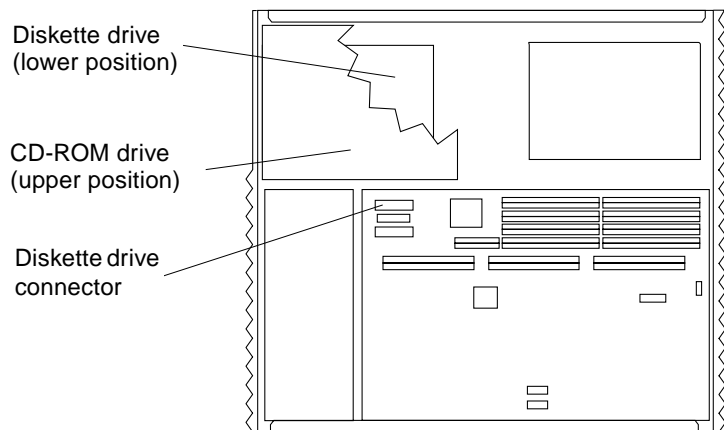 Diskette drive
(lower position)
CD-ROM drive
(upper position)
Diskette drive
connector